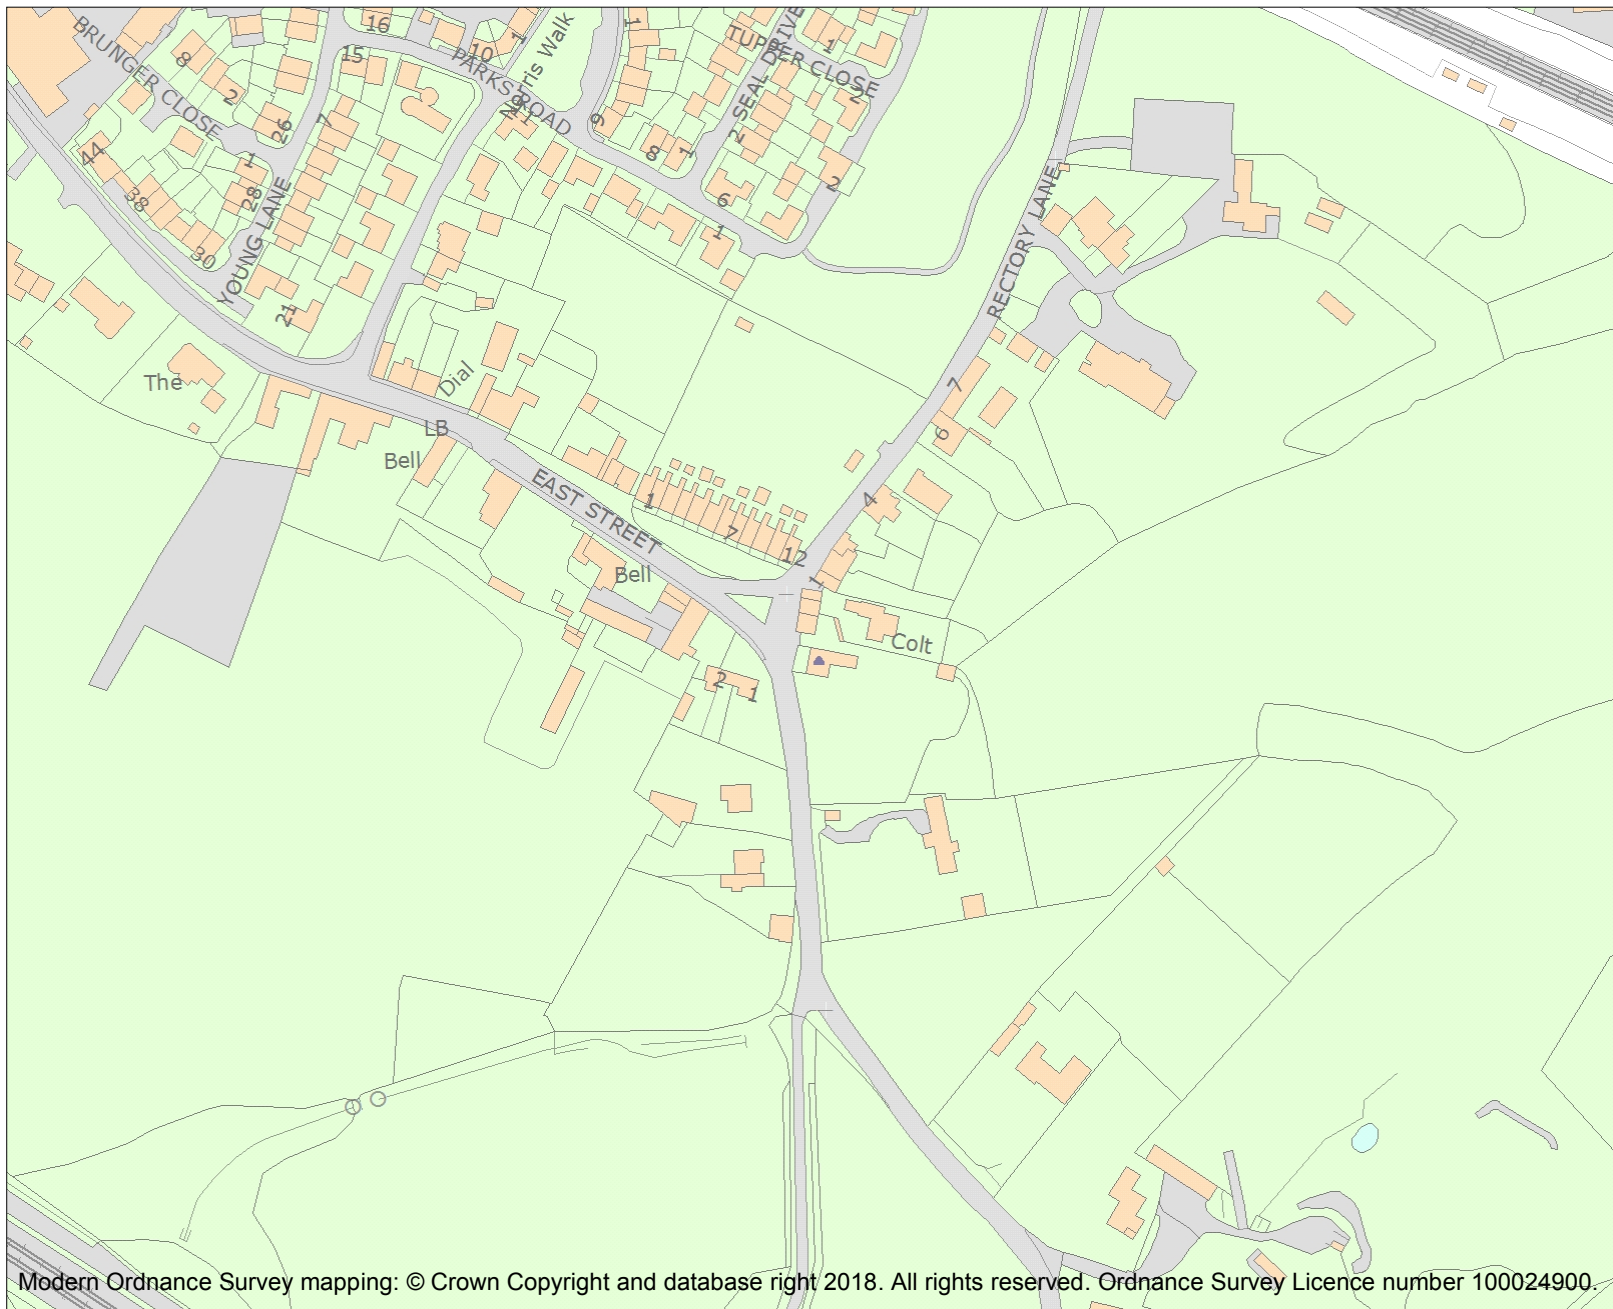 16
1
10
1
Norris Walk
TUPPER CLOSE
1
SEAL DRIVE
BRUNGER CLOSE
8
15
PARKS ROAD
2
2
26
7
9
2
44
1
8
1
2
38
28
6
1
30
YOUNG LANE
21
RECTORY LANE
The
Dial
7
LB
6
Bell
EAST STREET
1
4
7
12
Bell
1
Colt
2
1
Modern Ordnance Survey mapping: © Crown Copyright and database right 2018. All rights reserved. Ordnance Survey Licence number 100024900.